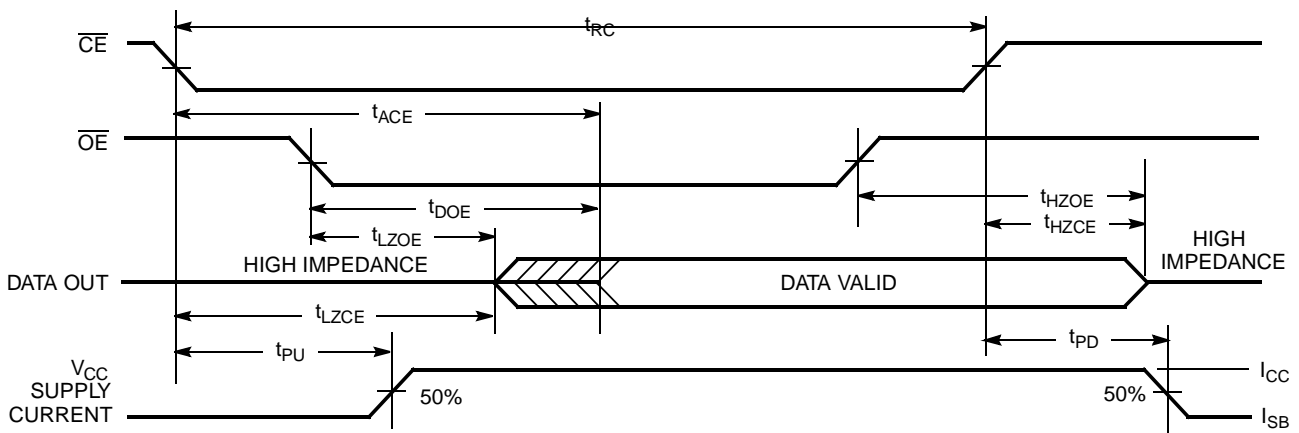 tRC
CE
tACE
OE
tHZOE
tDOE
tHZCE
tLZOE
HIGH
IMPEDANCE
HIGH IMPEDANCE
DATA OUT
DATA VALID
tLZCE
tPU
tPD
VCC
SUPPLY
CURRENT
50%
50%
ICC
ISB